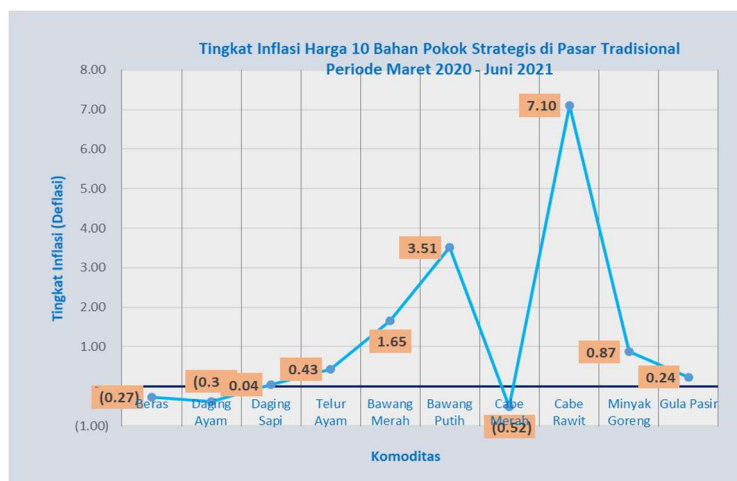 Tingkat Inflasi Harga 10 Bahan Pokok Strategis di Pasar Tradisional
Periode Maret 2020 - Juni 2021
8.00
7.00
6.00
5.00
4.00
3.00
2.00
1.00
-
(1.00)
Tingkat Inflasi (Deflasi)
(0.27)
(0.3
0.04
0.43
1.65
3.51
(0.52)
7.10
0.87
0.24
Beras
Daging
Ayam
Daging
Sapi
Telur
Ayam
Bawang
Merah
Bawang
Putih
Cabe
Merah
Cabe
Rawit
Minyak
Goreng
Gula Pasir
Komoditas